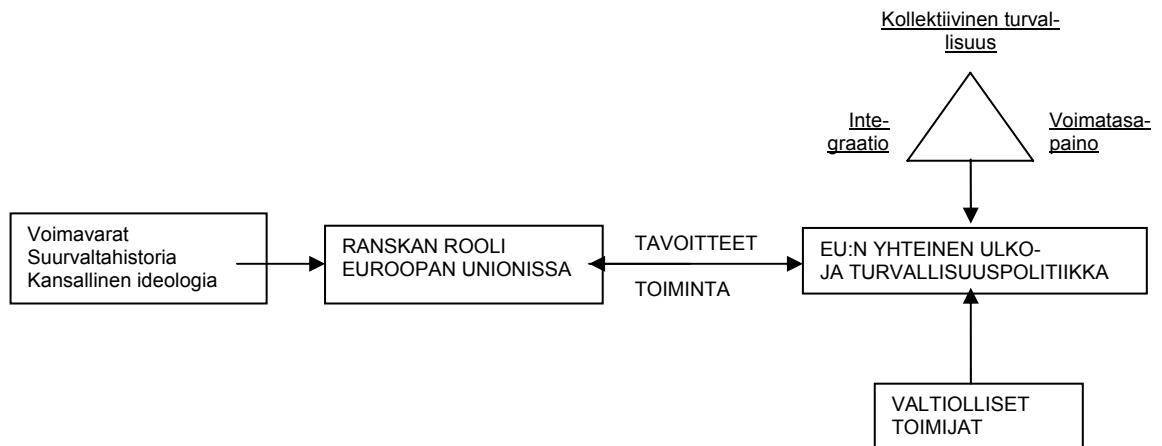 Kollektiivinen turval-
lisuus
Inte-
graatio
Voimatasa-
paino
Voimavarat
Suurvaltahistoria
Kansallinen ideologia
RANSKAN ROOLI
EUROOPAN UNIONISSA
TAVOITTEET
TOIMINTA
EU:N YHTEINEN ULKO-
JA TURVALLISUUSPOLITIIKKA
VALTIOLLISET
TOIMIJAT